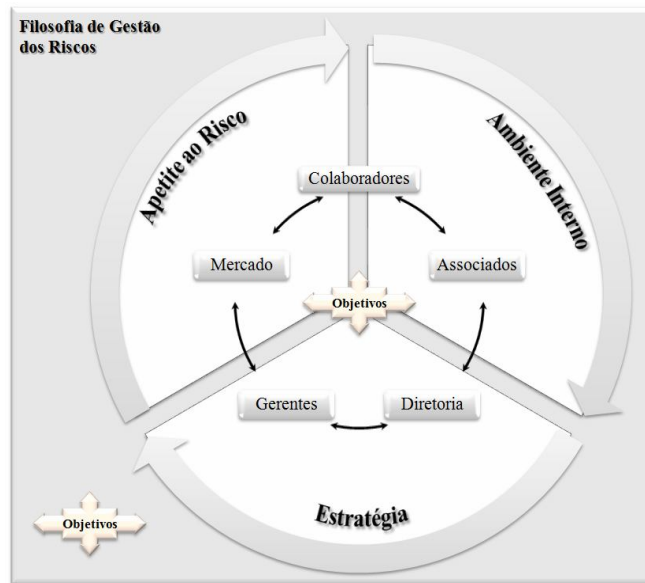 Filosofia de Gestão
dos Riscos
Apetite ao Risco
Ambiente Interno
Colaboradores
Mercado
Associados
Objetivos
Gerentes
Diretoria
Estratégia
Objetivos